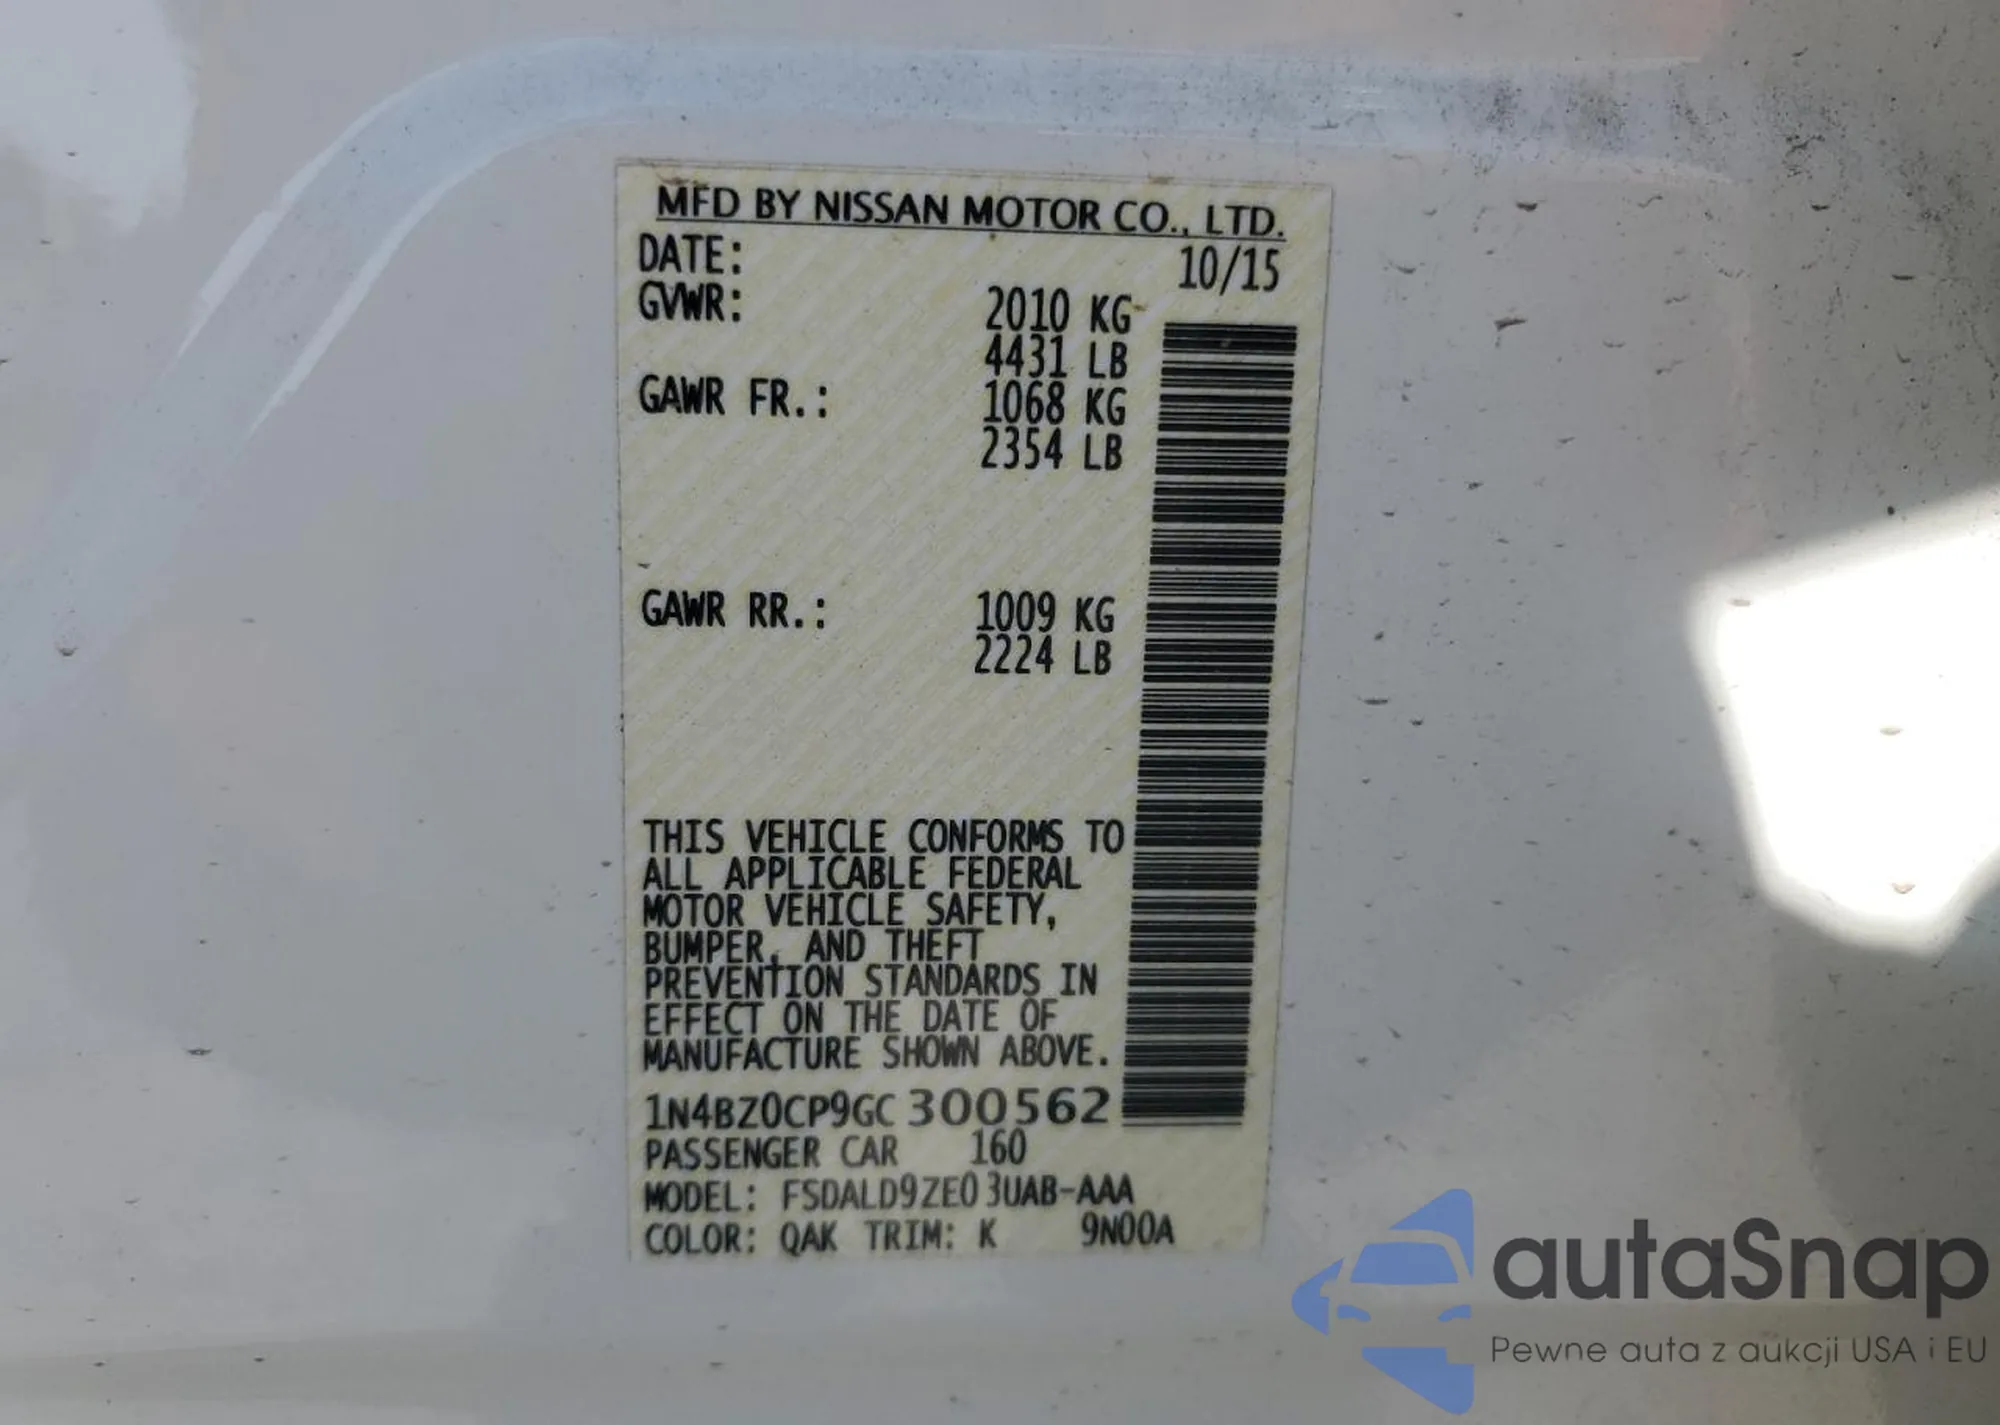 MFD BY NISSAN MOTOR CO., LTD.
DATE: 10/15
GVWR: 2010 KG
4431 LB
GAWR FR.: 1068 KG
2354 LB
GAWR RR.: 1009 KG
2224 LB
THIS VEHICLE CONFORMS TO
ALL APPLICABLE FEDERAL
MOTOR VEHICLE SAFETY,
BUMPER, AND THEFT
PREVENTION STANDARDS IN
EFFECT ON THE DATE OF
MANUFACTURE SHOWN ABOVE.
1N4BZ0CP9GC 300562
PASSENGER CAR 160
MODEL: FSDALD9ZE03UAB-AAA
COLOR: QAK TRIM: K 9N00A
autaSnap
Pewne auta z aukcji USA i EU